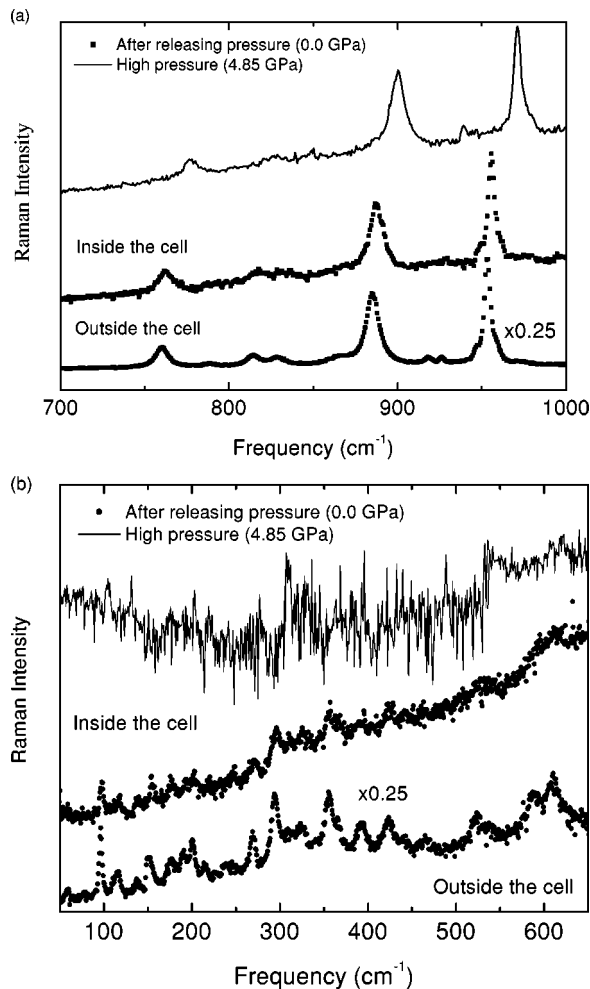 (a)
After releasing pressure (0.0 GPa)
High pressure (4.85 GPa)
Raman Intensity
Inside the cell
Outside the cell
x0.25
700 800 900 1000
Frequency (cm⁻¹)
(b)
After releasing pressure (0.0 GPa)
High pressure (4.85 GPa)
Raman Intensity
Inside the cell
x0.25
Outside the cell
100 200 300 400 500 600
Frequency (cm⁻¹)